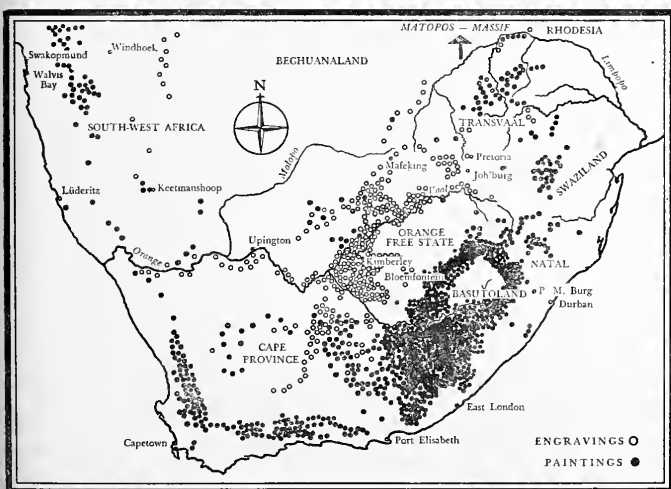 MATOPOS – MASSIF
RHODESIA
Swakopmund
Windhoek
Walvis
Bay
BEGHUANALAND
Limpopo
N
SOUTH-WEST AFRICA
TRANSVAAL
Molopo
Mafeking
Pretoria
Joh'burg
SWAZILAND
Lüderitz
Keetmanshoop
Vaal
ORANGE
FREE STATE
Upington
Orange
Kimberley
NATAL
Bloemfontein
BASUTOLAND
P. M. Burg
Durban
CAPE
PROVINCE
East London
Capetown
Port Elisabeth
ENGRAVINGS
PAINTINGS